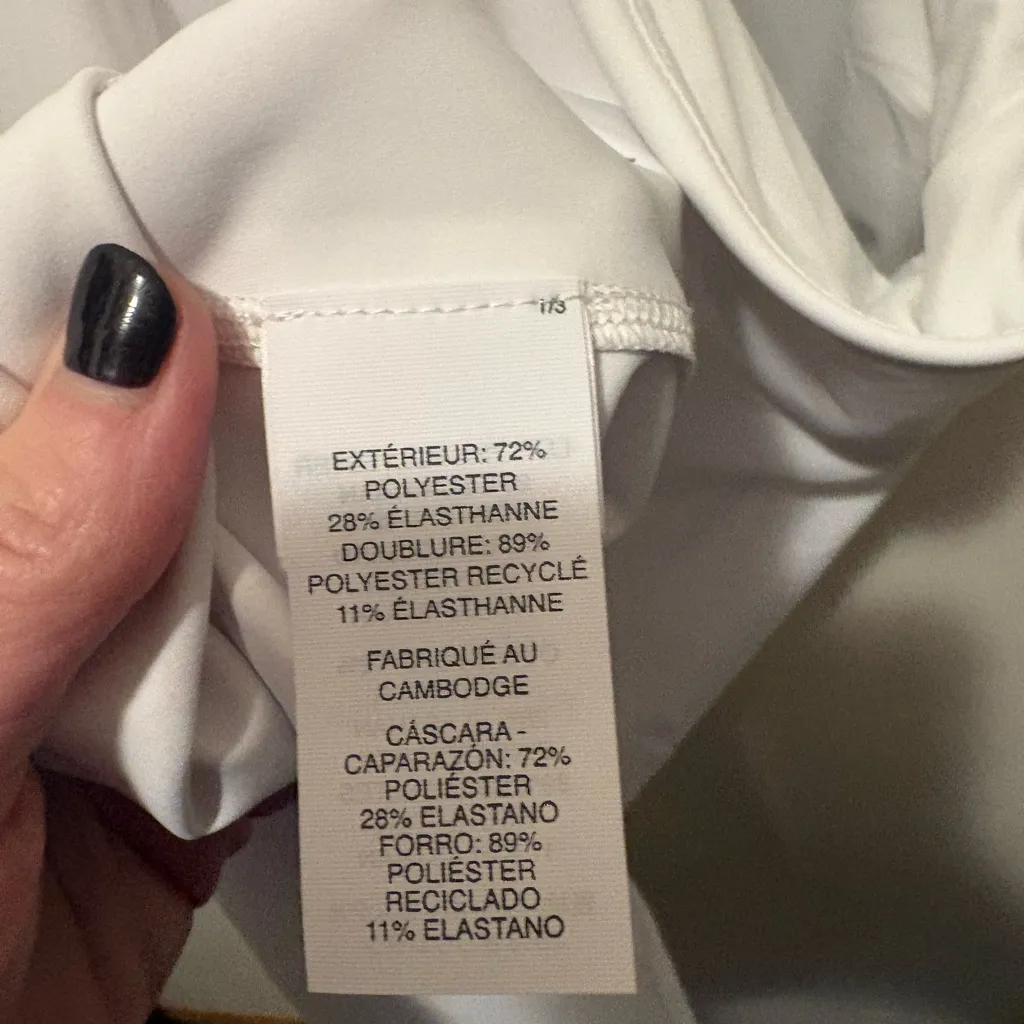 i73
EXTÉRIEUR: 72%
POLYESTER
28% ÉLASTHANNE
DOUBLURE: 89%
POLYESTER RECYCLÉ
11% ÉLASTHANNE
FABRIQUÉ AU
CAMBODGE
CÁSCARA -
CAPARAZÓN: 72%
POLIÉSTER
28% ELASTANO
FORRO: 89%
POLIÉSTER
RECICLADO
11% ELASTANO